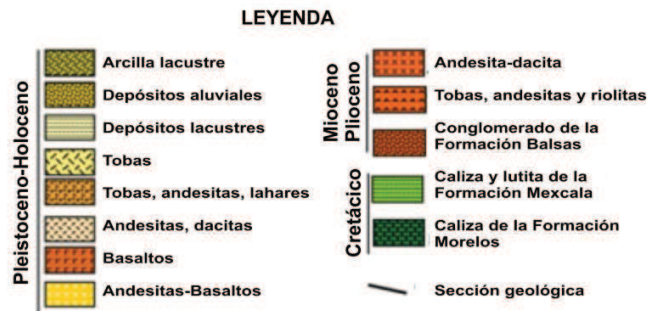 LEYENDA
Pleistoceno-Holoceno
Arcilla lacustre
Depósitos aluviales
Depósitos lacustres
Tobas
Tobas, andesitas, lahares
Andesitas, dacitas
Basaltos
Andesitas-Basaltos
Mioceno
Plioceno
Andesita-dacita
Tobas, andesitas y riolitas
Conglomerado de la
Formación Balsas
Cretácico
Caliza y lutita de la
Formación Mexcala
Caliza de la Formación
Morelos
Sección geológica